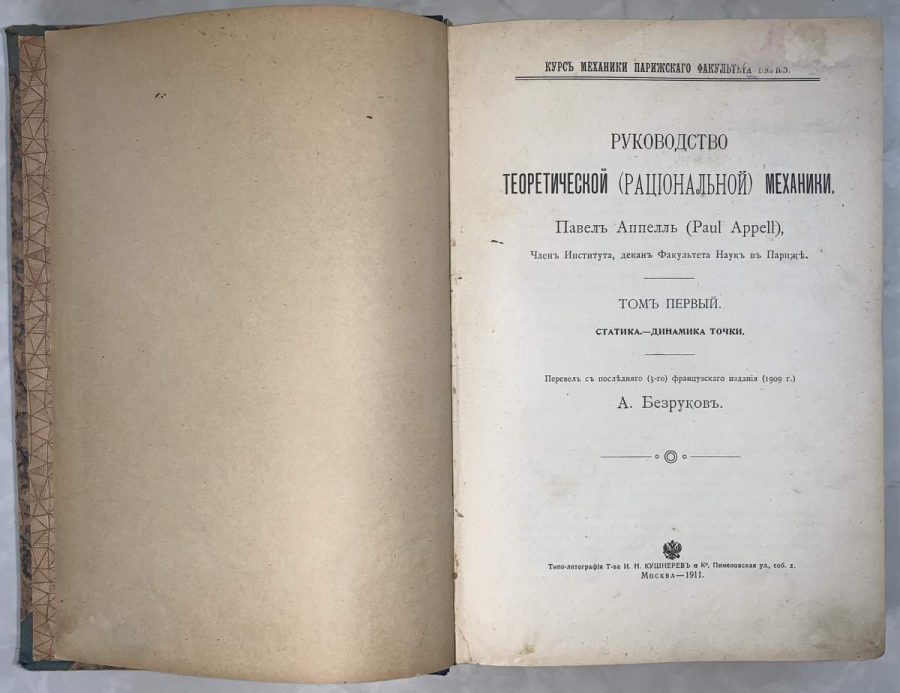 КУРСЪ МЕХАНИКИ ПАРИЖСКАГО ФАКУЛЬТЕТА НАУКЪ.
РУКОВОДСТВО
ТЕОРЕТИЧЕСКОЙ (РАЦІОНАЛЬНОЙ) МЕХАНИКИ.
Павелъ Аппелль (Paul Appell),
Членъ Института, деканъ Факультета Наукъ въ Парижѣ.
ТОМЪ ПЕРВЫЙ.
СТАТИКА.—ДИНАМИКА ТОЧКИ.
Перевелъ съ послѣдняго (3-го) французскаго изданія (1909 г.)
А. Безруковъ.
Типо-литографія Т-ва И. Н. КУШНЕРЕВЪ и Кº. Пименовская ул., соб. д.
МОСКВА—1911.